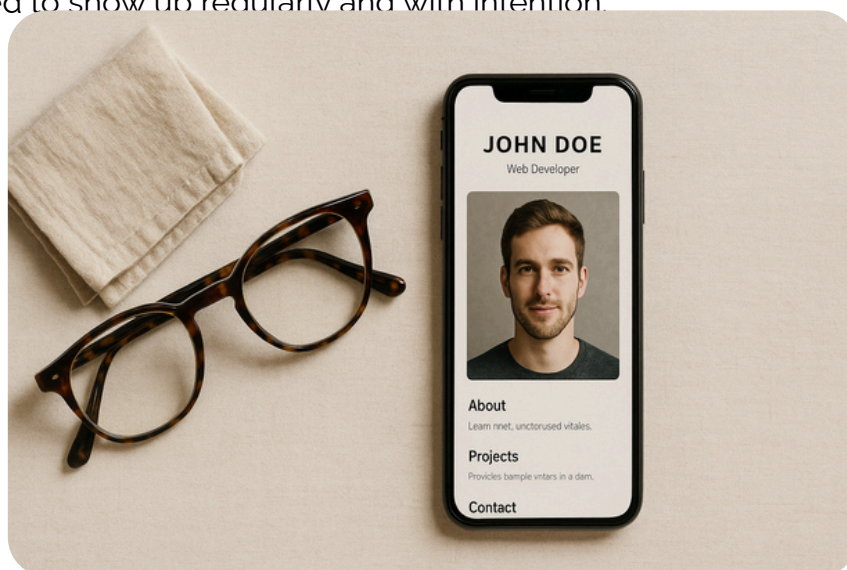 ed to show up regularly and with intention.
JOHN DOE
Web Developer
About
Leam nnet, unctorused vitales.
Projects
Provicles bample vntars in a dam.
Contact